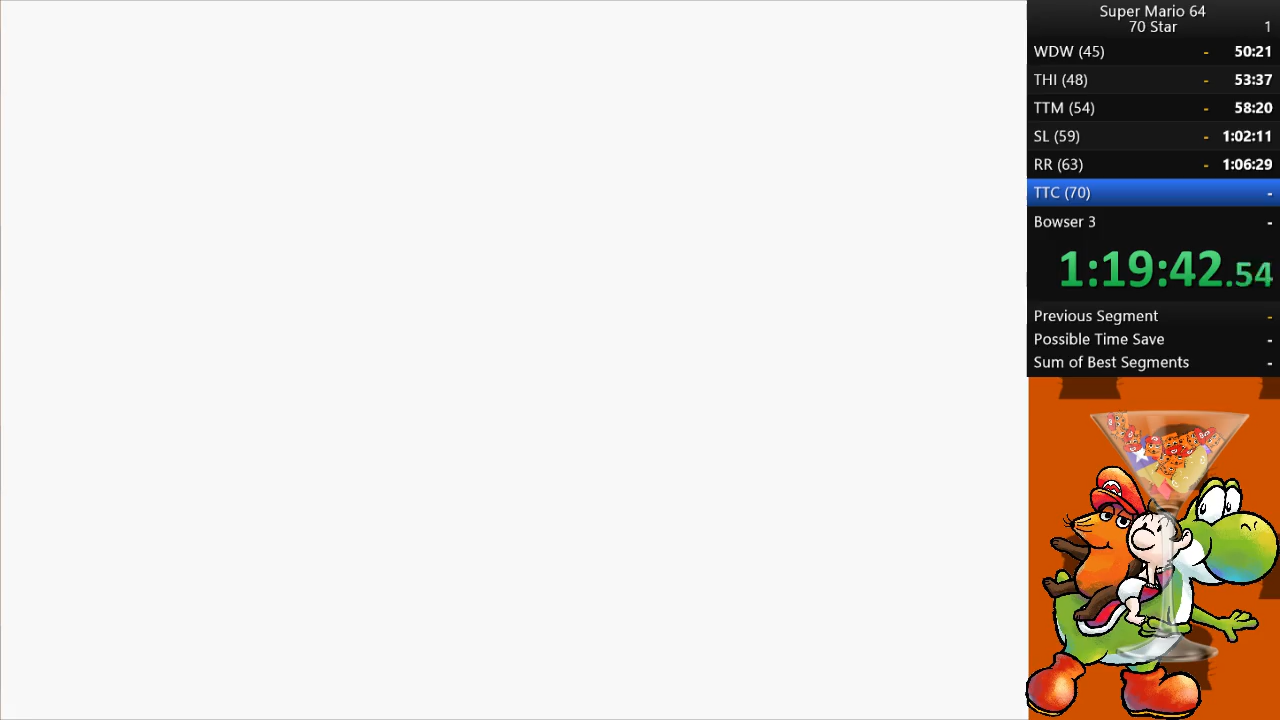 Super Mario 64
70 Star 1
WDW (45) - 50:21
THI (48) - 53:37
TTM (54) - 58:20
SL (59) - 1:02:11
RR (63) - 1:06:29
TTC (70) -
Bowser 3 -
1:19:42.54
Previous Segment -
Possible Time Save -
Sum of Best Segments -